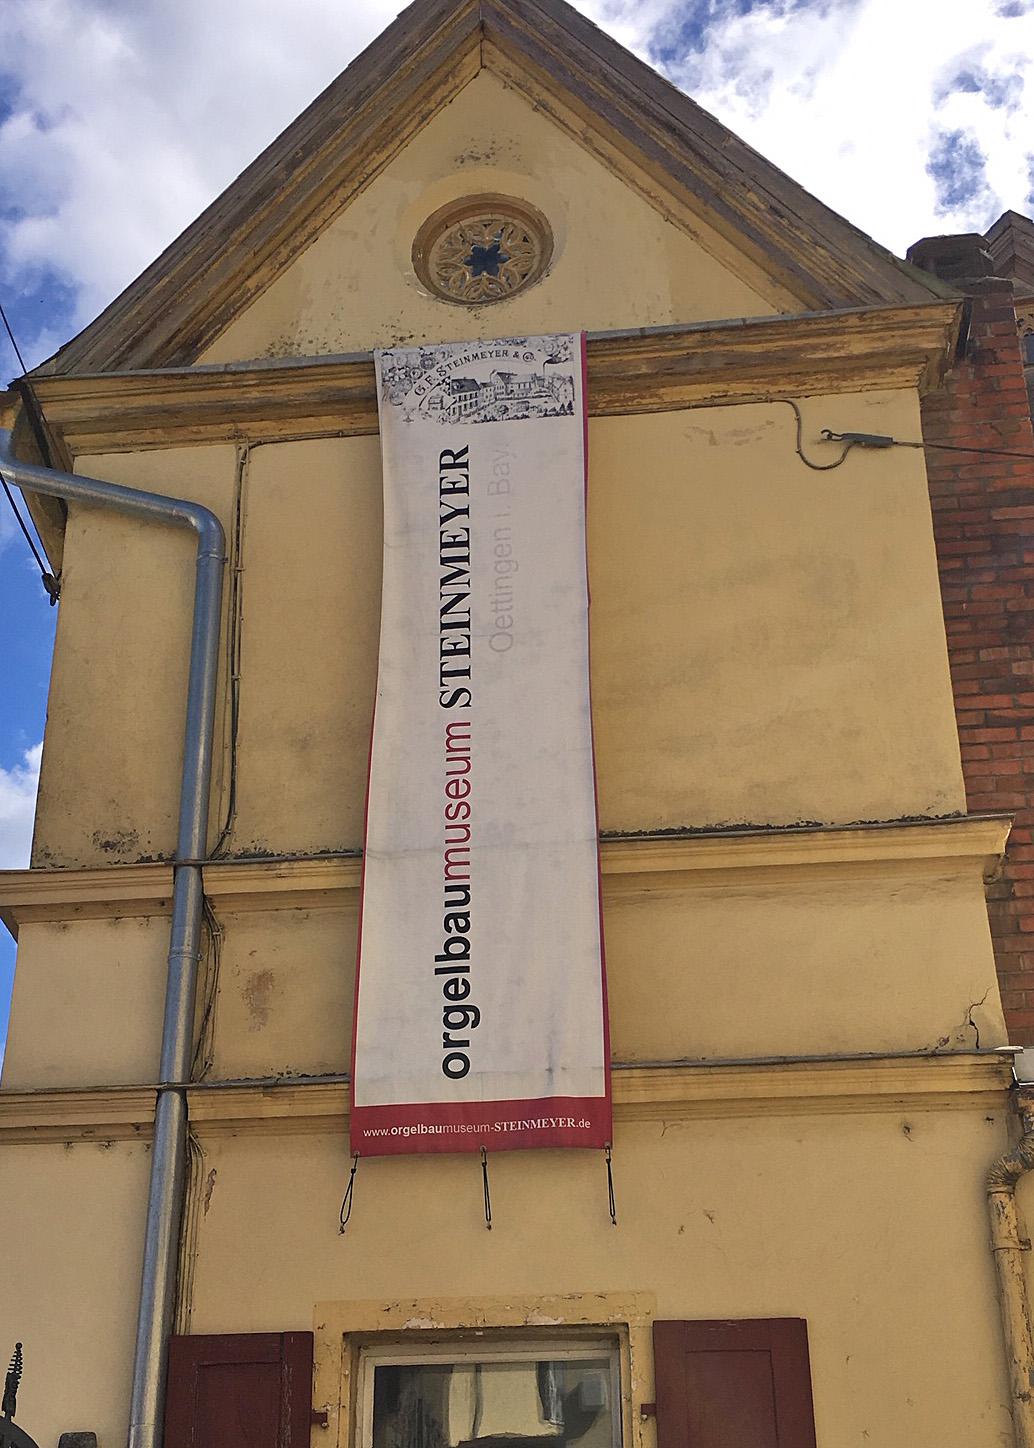 G. F. STEINMEYER & Co.
orgelbaumuseum STEINMEYER
Oettingen i. Bay.
www.orgelbaumuseum-STEINMEYER.de